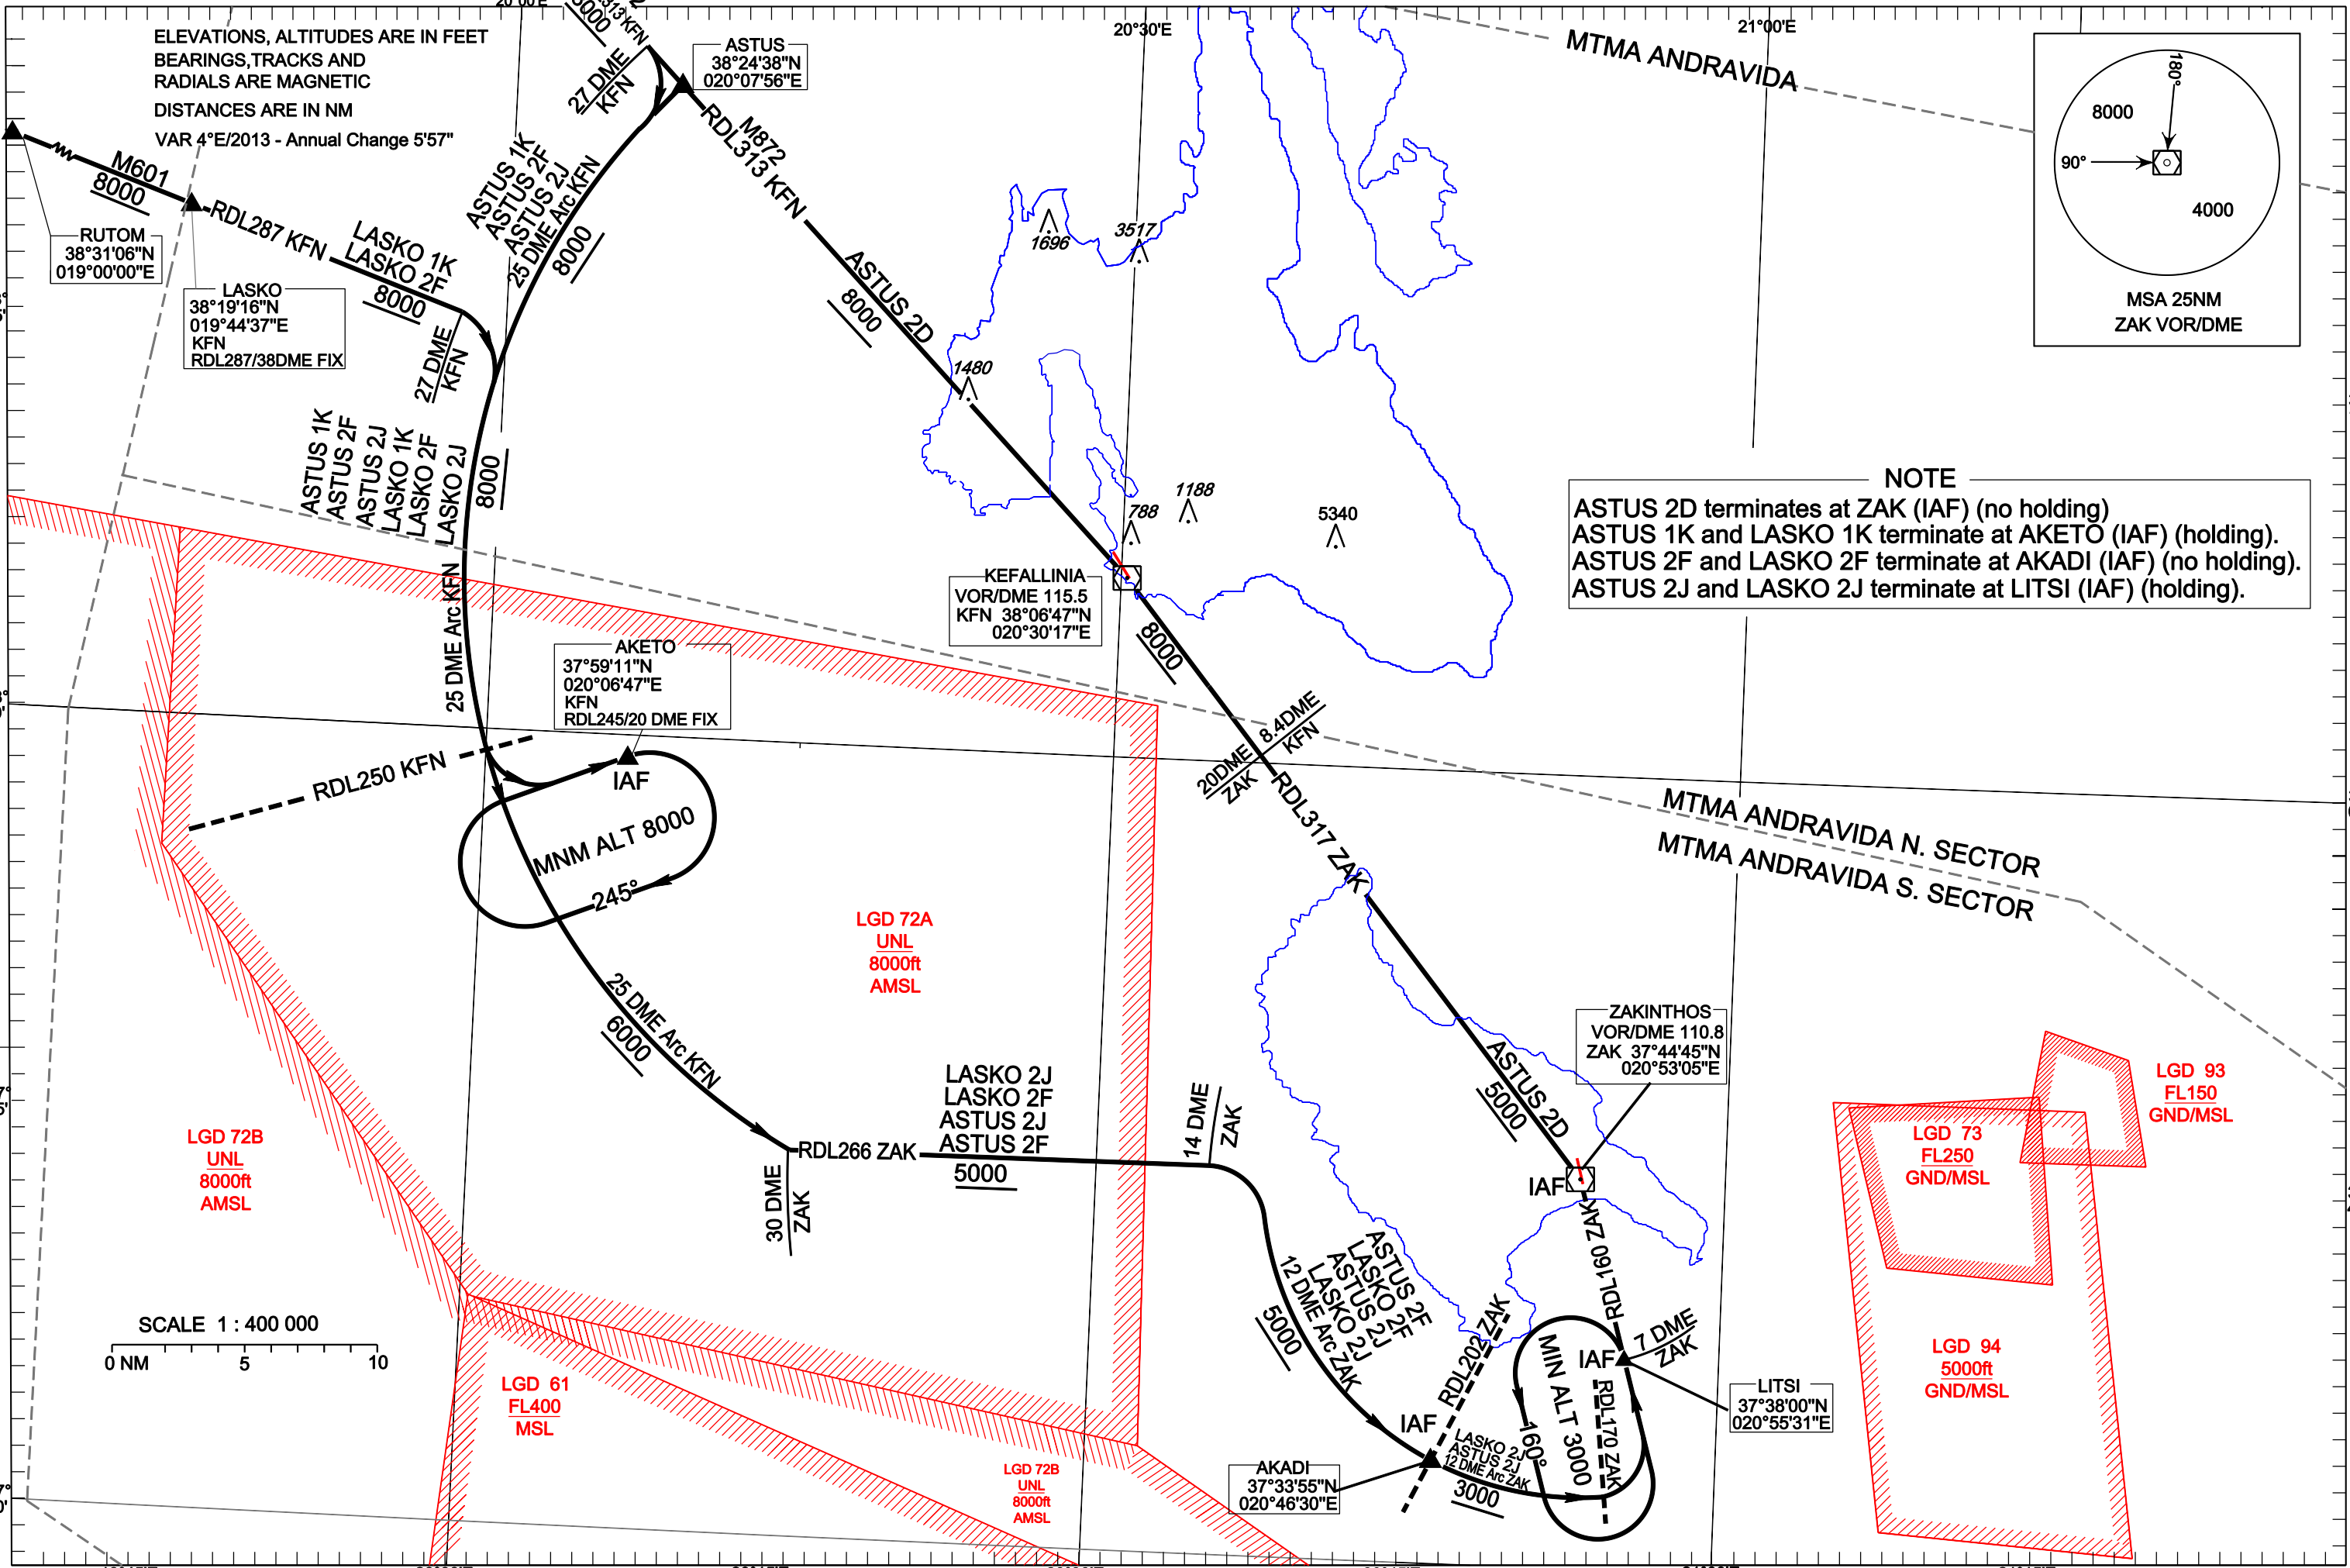 20°00'E
20°30'E
21°00'E
ELEVATIONS, ALTITUDES ARE IN FEET
BEARINGS,TRACKS AND
RADIALS ARE MAGNETIC
DISTANCES ARE IN NM
VAR 4°E/2013 - Annual Change 5'57"
313 KFN
27 DME
KFN
ASTUS
38°24'38"N
020°07'56"E
MTMA ANDRAVIDA
180°
8000
90°
4000
MSA 25NM
ZAK VOR/DME
M601
8000
RUTOM
38°31'06"N
019°00'00"E
RDL287 KFN
LASKO 1K
LASKO 2F
8000
LASKO
38°19'16"N
019°44'37"E
KFN
RDL287/38DME FIX
27 DME
KFN
ASTUS 1K
ASTUS 2F
ASTUS 2J
25 DME Arc KFN
8000
M872
RDL313 KFN
ASTUS 2D
8000
1696
3517
1480
788
1188
5340
ASTUS 1K
ASTUS 2F
ASTUS 2J
LASKO 1K
LASKO 2F
LASKO 2J
8000
25 DME Arc KFN
NOTE
ASTUS 2D terminates at ZAK (IAF) (no holding)
ASTUS 1K and LASKO 1K terminate at AKETO (IAF) (holding).
ASTUS 2F and LASKO 2F terminate at AKADI (IAF) (no holding).
ASTUS 2J and LASKO 2J terminate at LITSI (IAF) (holding).
KEFALLINIA
VOR/DME 115.5
KFN 38°06'47"N
020°30'17"E
8000
AKETO
37°59'11"N
020°06'47"E
KFN
RDL245/20 DME FIX
RDL250 KFN
IAF
MNM ALT 8000
245°
8.4DME
KFN
20DME
ZAK
RDL317 ZAK
MTMA ANDRAVIDA N. SECTOR
MTMA ANDRAVIDA S. SECTOR
LGD 72A
UNL
8000ft
AMSL
25 DME Arc KFN
6000
ZAKINTHOS
VOR/DME 110.8
ZAK 37°44'45"N
020°53'05"E
ASTUS 2D
5000
IAF
LGD 93
FL150
GND/MSL
LGD 73
FL250
GND/MSL
LGD 72B
UNL
8000ft
AMSL
LASKO 2J
LASKO 2F
ASTUS 2J
ASTUS 2F
RDL266 ZAK
5000
30 DME
ZAK
14 DME
ZAK
ASTUS 2F
LASKO 2F
ASTUS 2J
LASKO 2J
12 DME Arc ZAK
5000
RDL160 ZAK
7 DME
ZAK
IAF
RDL202 ZAK
MIN ALT 3000
RDL170 ZAK
160°
SCALE 1 : 400 000
0 NM 5 10
LGD 61
FL400
MSL
LGD 94
5000ft
GND/MSL
LITSI
37°38'00"N
020°55'31"E
IAF
LASKO 2J
ASTUS 2J
12 DME Arc ZAK
3000
AKADI
37°33'55"N
020°46'30"E
LGD 72B
UNL
8000ft
AMSL